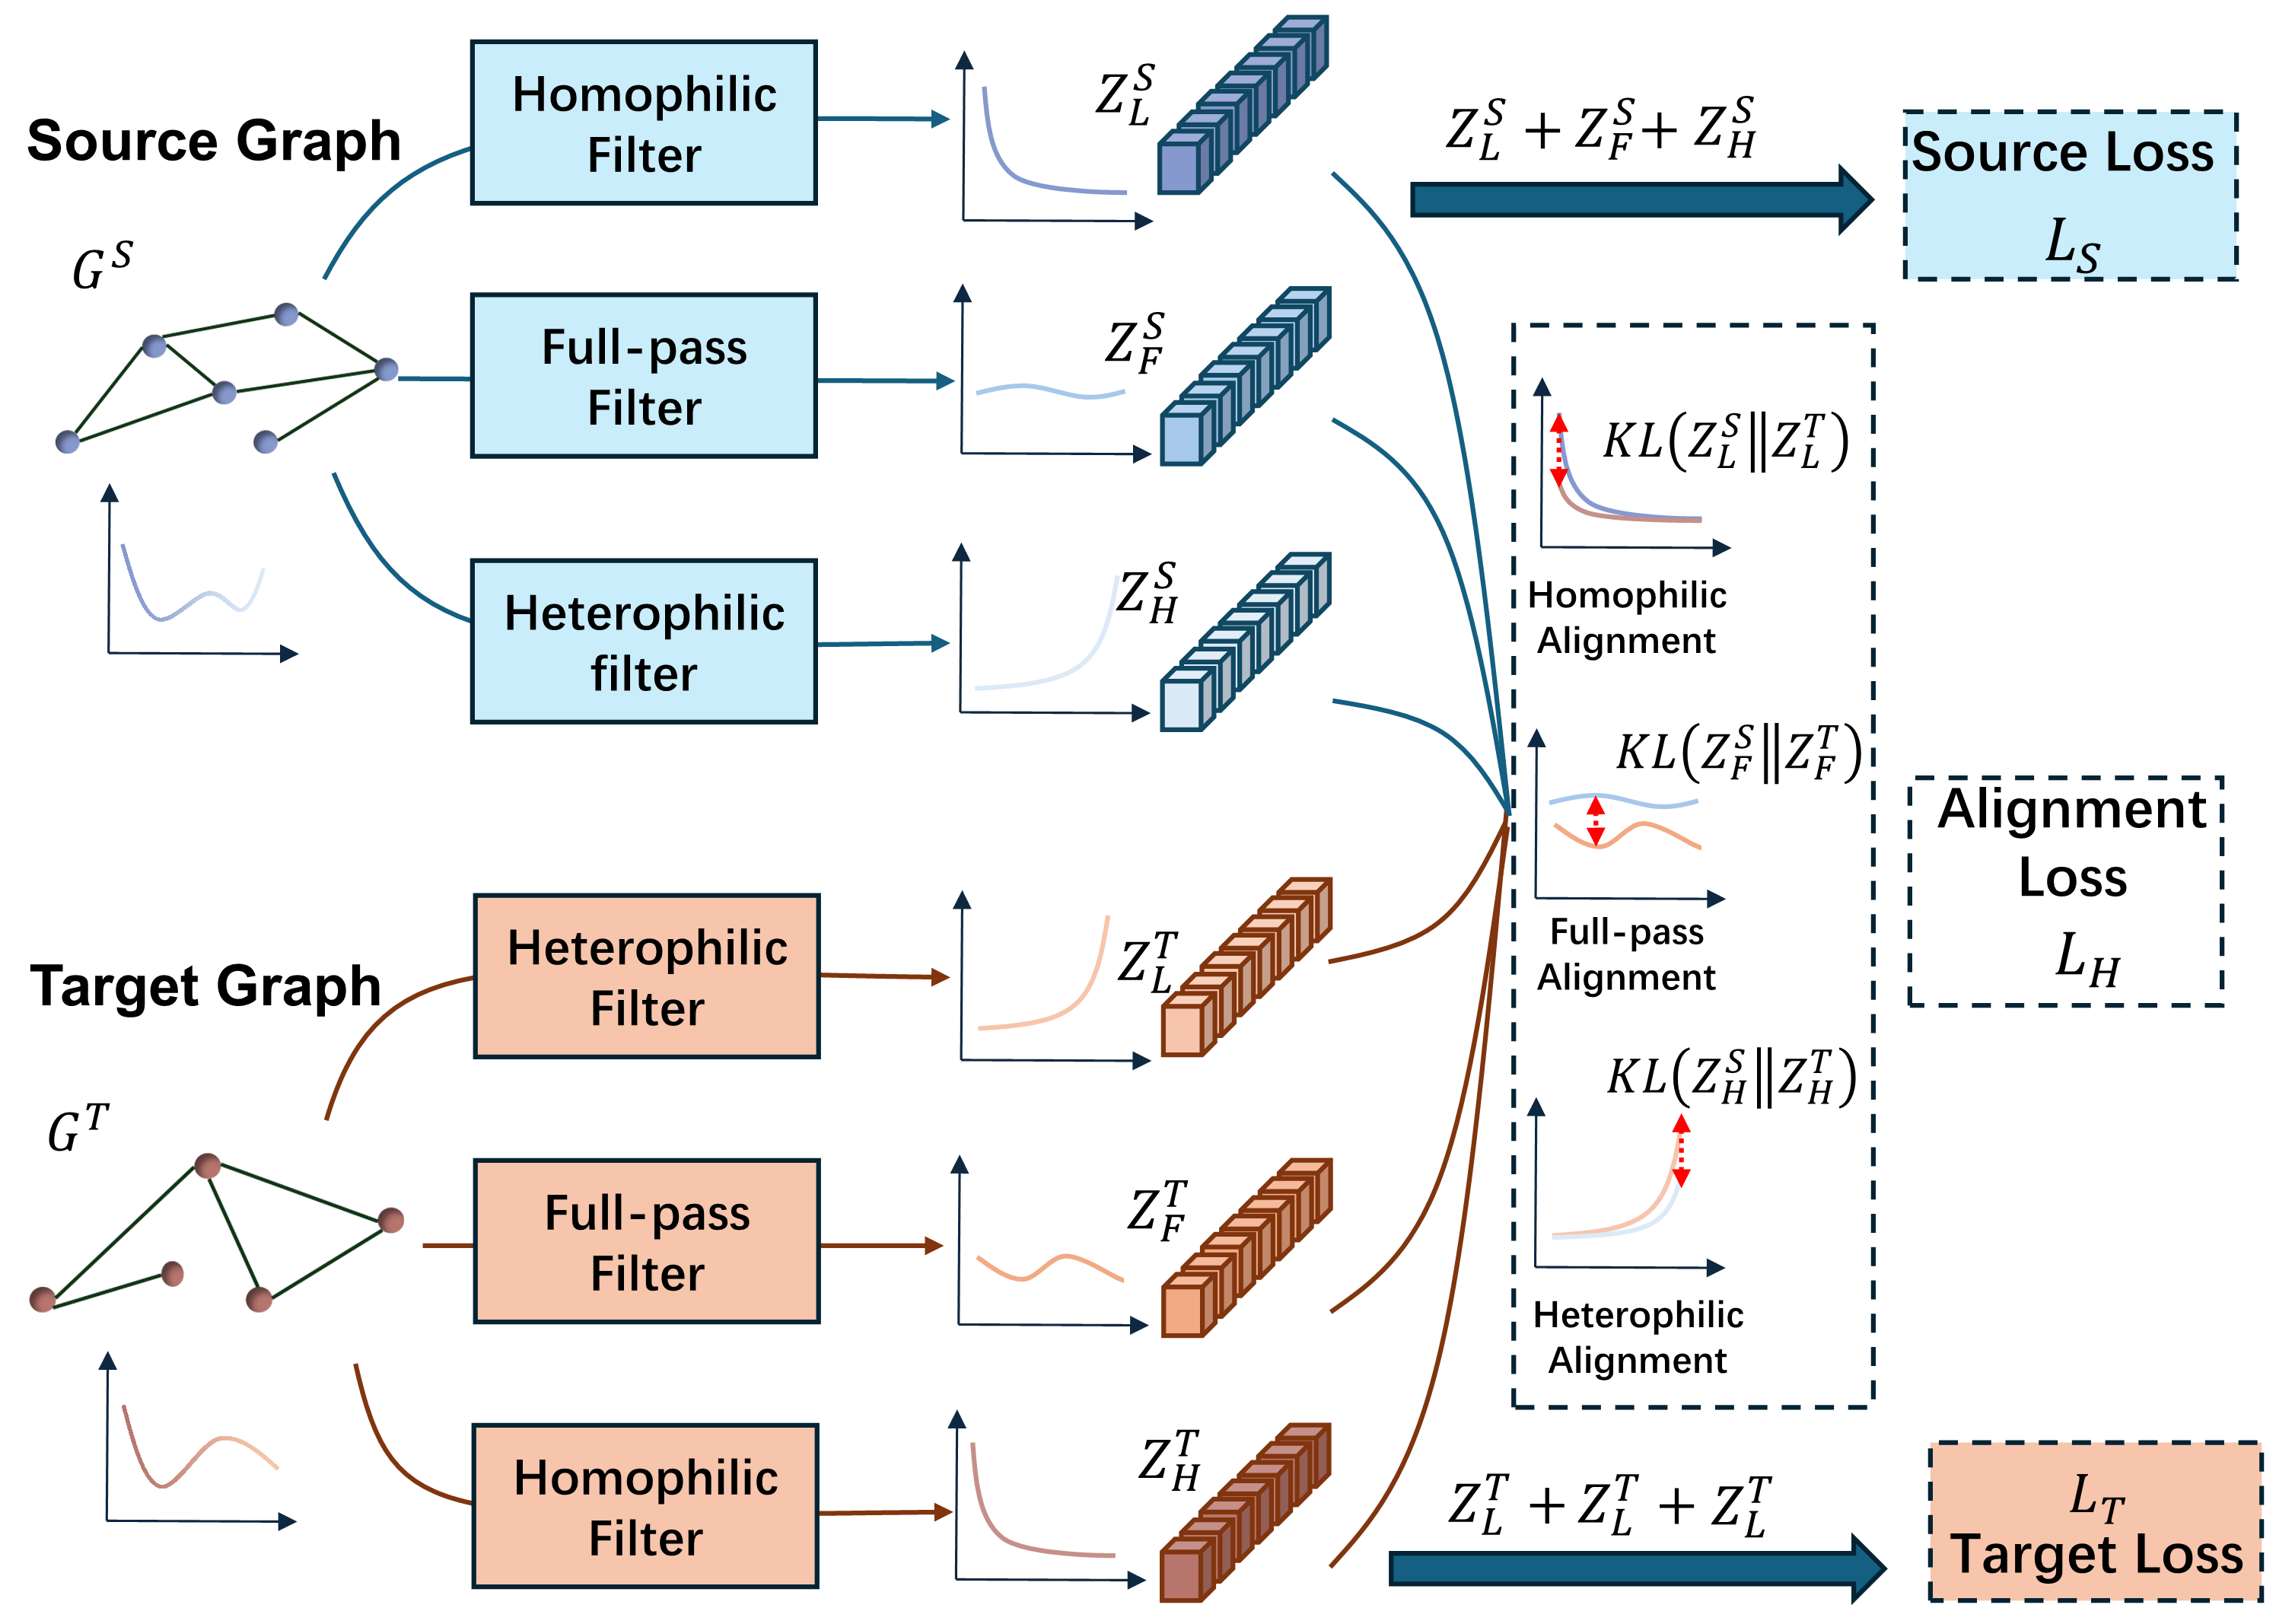 Source Graph
G^S
Homophilic
Filter
Z_L^S
Z_L^S + Z_F^S + Z_H^S
Source Loss
L_S
Full-pass
Filter
Z_F^S
Heterophilic
filter
Z_H^S
KL(Z_L^S||Z_L^T)
Homophilic
Alignment
KL(Z_F^S||Z_F^T)
Full-pass
Alignment
KL(Z_H^S||Z_H^T)
Heterophilic
Alignment
Alignment
Loss
L_H
Target Graph
G^T
Heterophilic
Filter
Z_L^T
Full-pass
Filter
Z_F^T
Homophilic
Filter
Z_H^T
Z_L^T + Z_L^T + Z_L^T
L_T
Target Loss